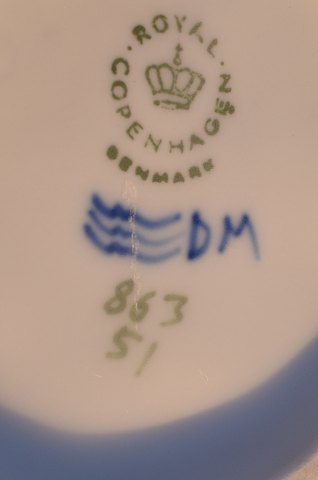 ROYAL
COPENHAGEN
DENMARK
DM
863
51